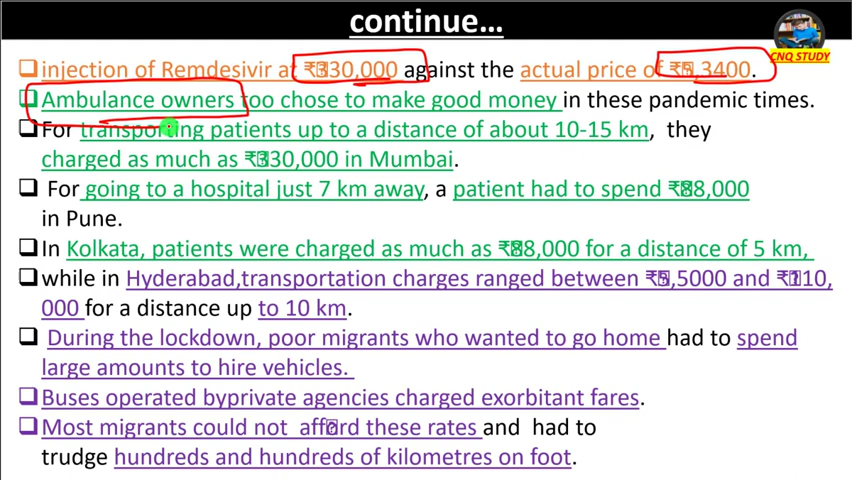 continue…
CNQ STUDY
injection of Remdesivir at ₹30,000 against the actual price of ₹5,3400.
Ambulance owners too chose to make good money in these pandemic times.
For transporting patients up to a distance of about 10-15 km, they
charged as much as ₹30,000 in Mumbai.
For going to a hospital just 7 km away, a patient had to spend ₹8,000
in Pune.
In Kolkata, patients were charged as much as ₹8,000 for a distance of 5 km,
while in Hyderabad,transportation charges ranged between ₹5,5000 and ₹110,
000 for a distance up to 10 km.
During the lockdown, poor migrants who wanted to go home had to spend
large amounts to hire vehicles.
Buses operated byprivate agencies charged exorbitant fares.
Most migrants could not afford these rates and had to
trudge hundreds and hundreds of kilometres on foot.